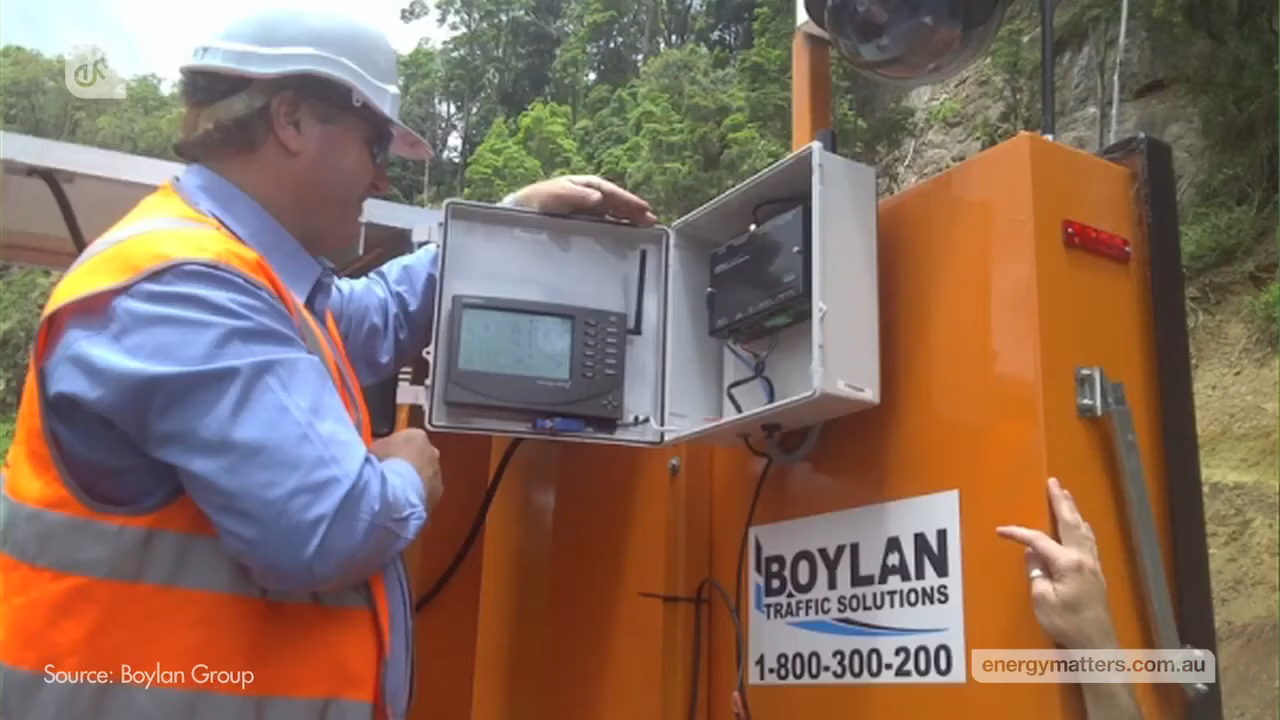 BOYLAN
TRAFFIC SOLUTIONS
1-800-300-200
Source: Boylan Group
energymatters.com.au